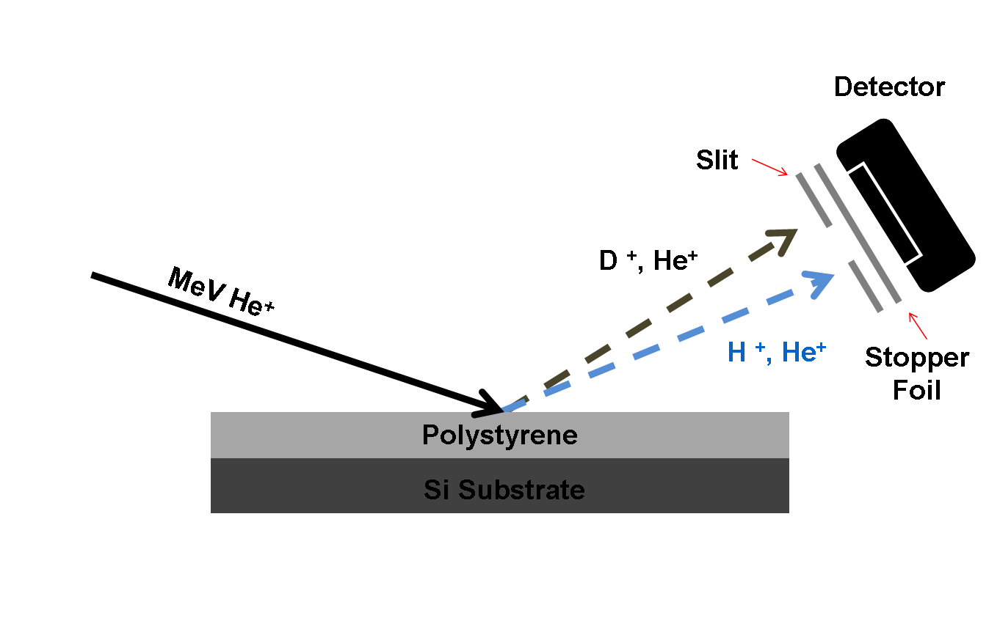 Detector
Slit
MeV He⁺
D ⁺, He⁺
H ⁺, He⁺
Stopper
Foil
Polystyrene
Si Substrate